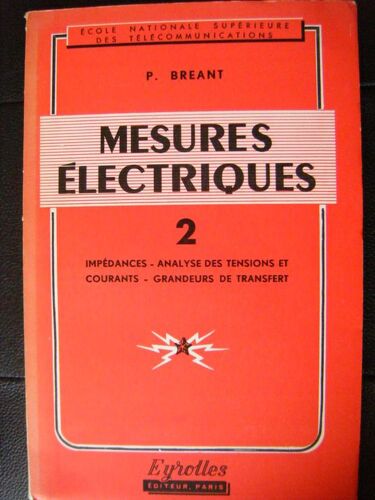 ÉCOLE NATIONALE SUPÉRIEURE
DES TÉLÉCOMMUNICATIONS
P. BREANT
MESURES
ÉLECTRIQUES
2
IMPÉDANCES - ANALYSE DES TENSIONS ET
COURANTS - GRANDEURS DE TRANSFERT
Eyrolles
ÉDITEUR, PARIS